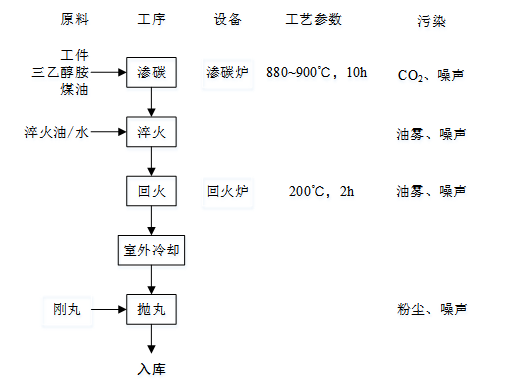 原料 工序 设备 工艺参数 污染
工件
三乙醇胺 渗碳 渗碳炉 880~900℃，10h CO₂、噪声
煤油
淬火油/水 淬火 油雾、噪声
回火 回火炉 200℃，2h 油雾、噪声
室外冷却
刚丸 抛丸 粉尘、噪声
入库